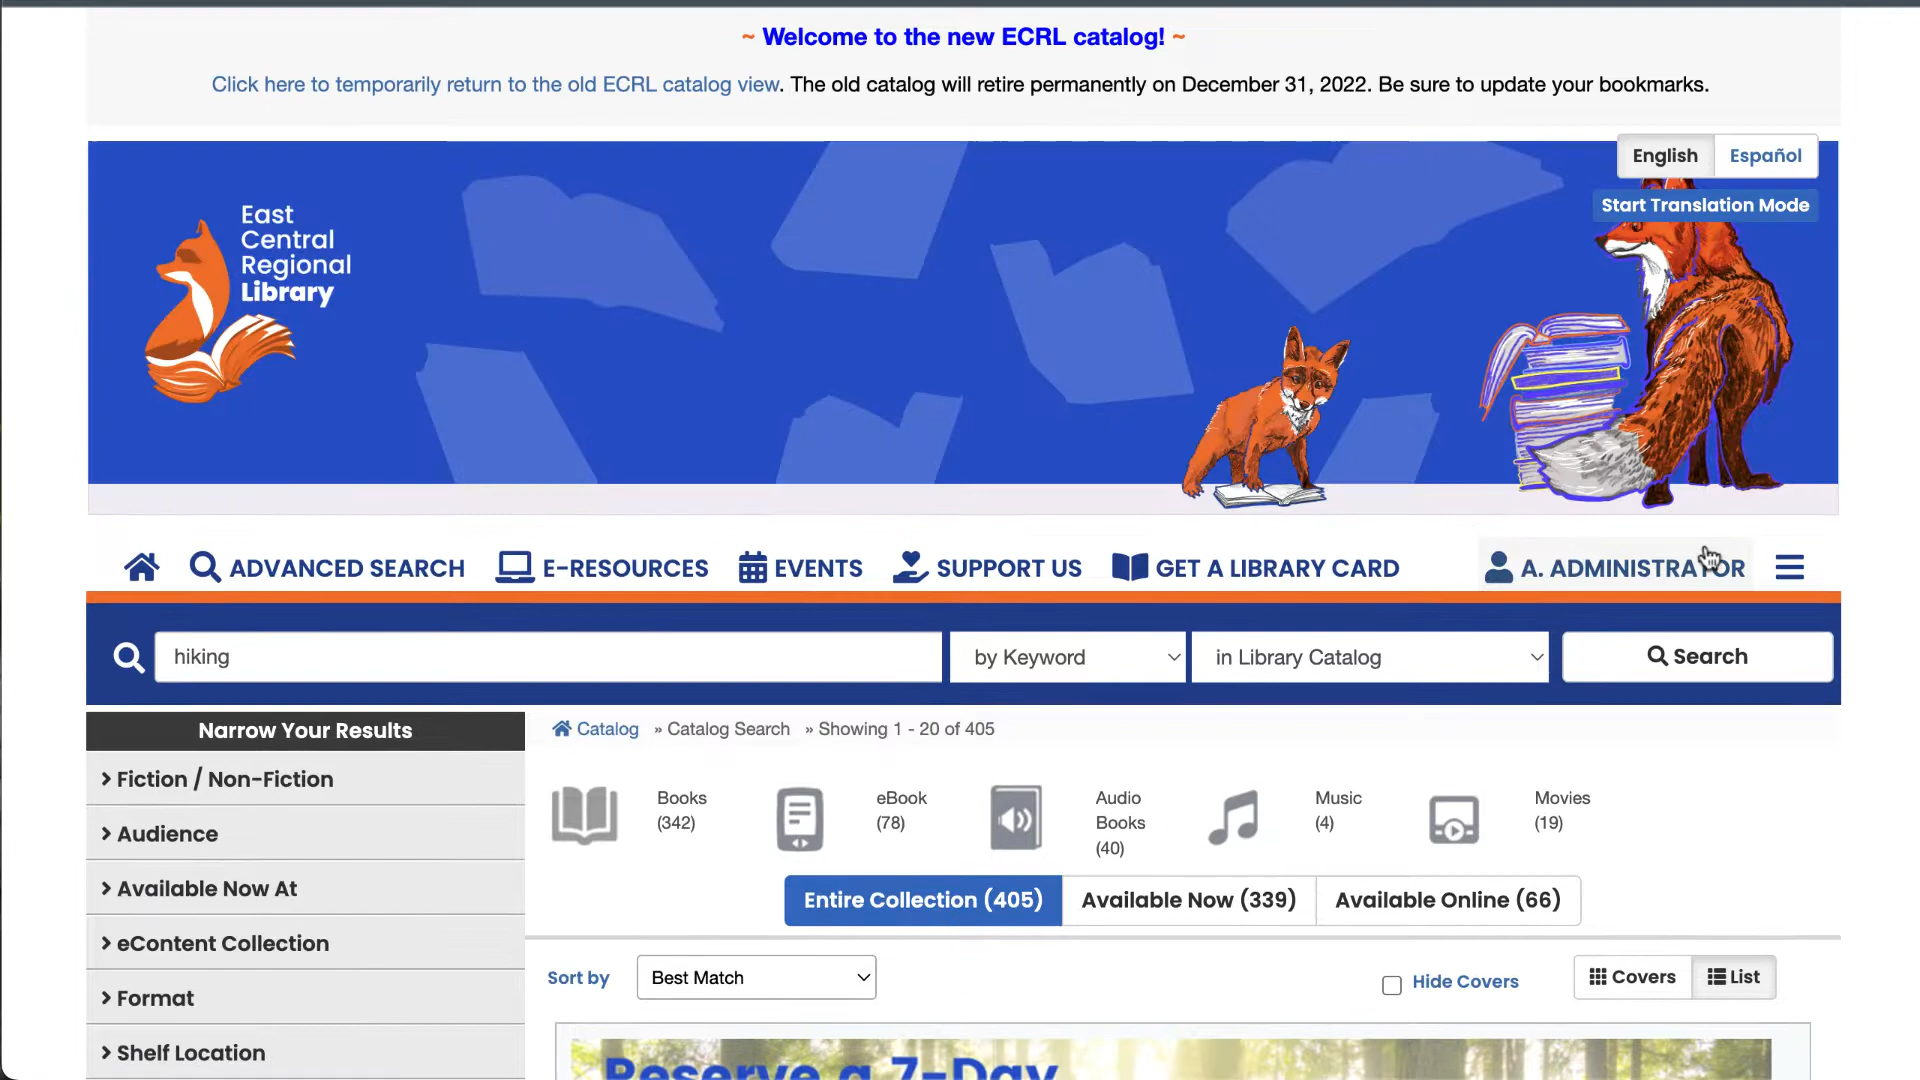 ~ Welcome to the new ECRL catalog! ~
Click here to temporarily return to the old ECRL catalog view. The old catalog will retire permanently on December 31, 2022. Be sure to update your bookmarks.
English Español
Start Translation Mode
East
Central
Regional
Library
ADVANCED SEARCH E-RESOURCES EVENTS SUPPORT US GET A LIBRARY CARD A. ADMINISTRATOR
hiking by Keyword in Library Catalog Search
Narrow Your Results
Fiction / Non-Fiction
Audience
Available Now At
eContent Collection
Format
Shelf Location
Catalog » Catalog Search » Showing 1 - 20 of 405
Books
(342)
eBook
(78)
Audio
Books
(40)
Music
(4)
Movies
(19)
Entire Collection (405) Available Now (339) Available Online (66)
Sort by Best Match Hide Covers Covers List
Reserve a 7-Day